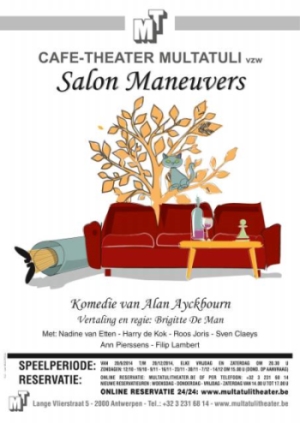 MT
CAFE-THEATER MULTATULI vzw
Salon Maneuvers
Komedie van Alan Ayckbourn
Vertaling en regie: Brigitte De Man
Met: Nadine van Etten - Harry de Kok - Roos Joris - Sven Claeys
Ann Pierssens - Filip Lambert
SPEELPERIODE:
RESERVATIE:
ONLINE RESERVATIE 24/24: www.multatulitheater.be
MT
Lange Vlierstraat 5 - 2000 Antwerpen - Tel.: +32 3 231 66 14 - www.multatulitheater.be